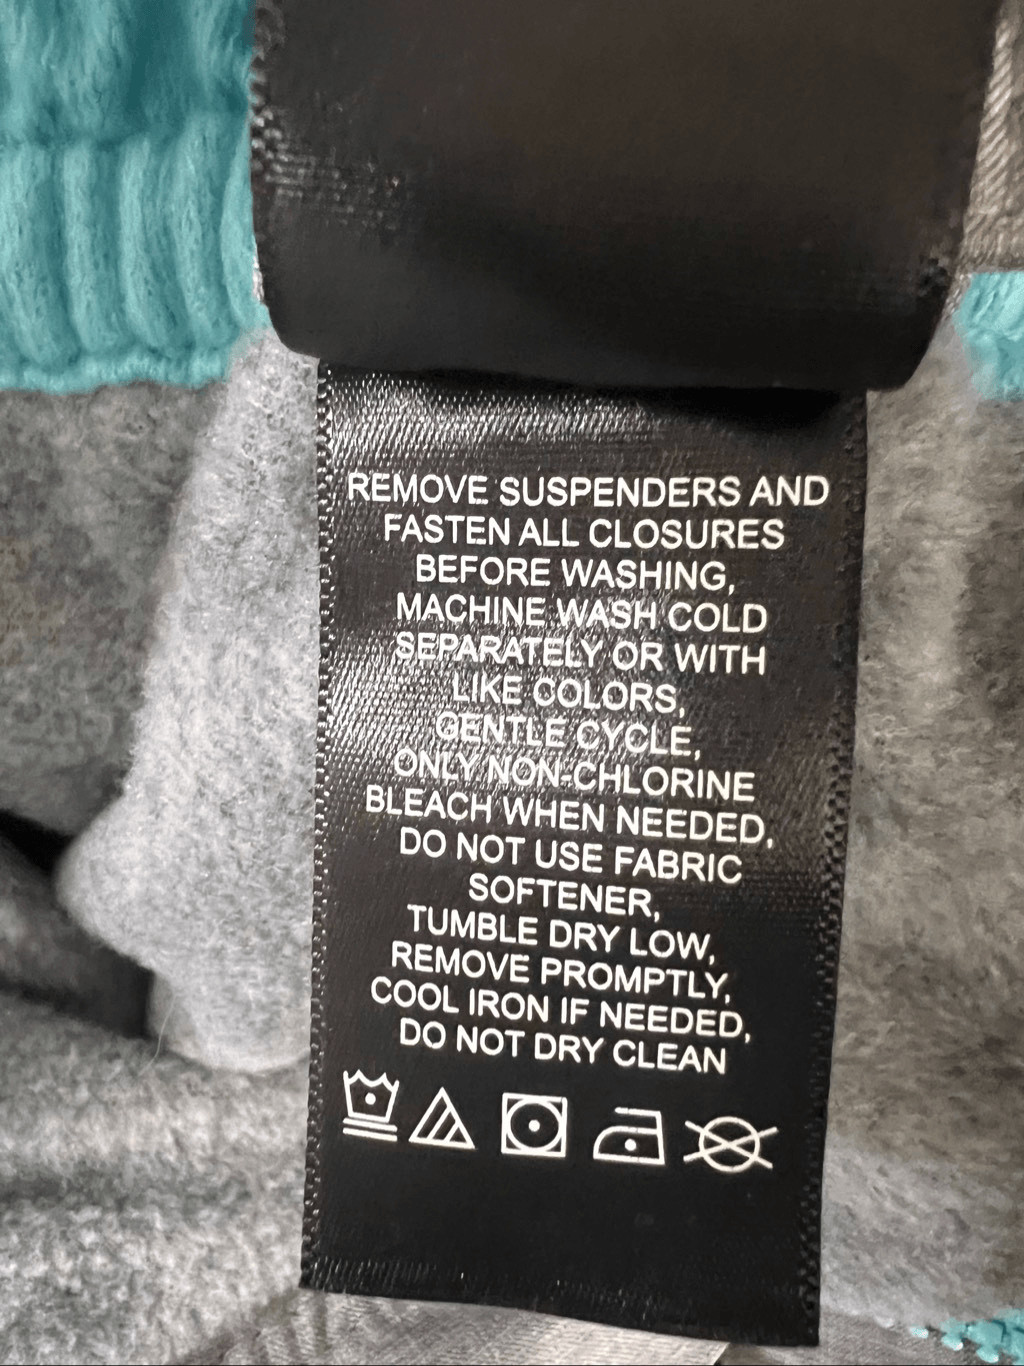 REMOVE SUSPENDERS AND
FASTEN ALL CLOSURES
BEFORE WASHING,
MACHINE WASH COLD
SEPARATELY OR WITH
LIKE COLORS,
GENTLE CYCLE,
ONLY NON-CHLORINE
BLEACH WHEN NEEDED,
DO NOT USE FABRIC
SOFTENER,
TUMBLE DRY LOW,
REMOVE PROMPTLY,
COOL IRON IF NEEDED,
DO NOT DRY CLEAN